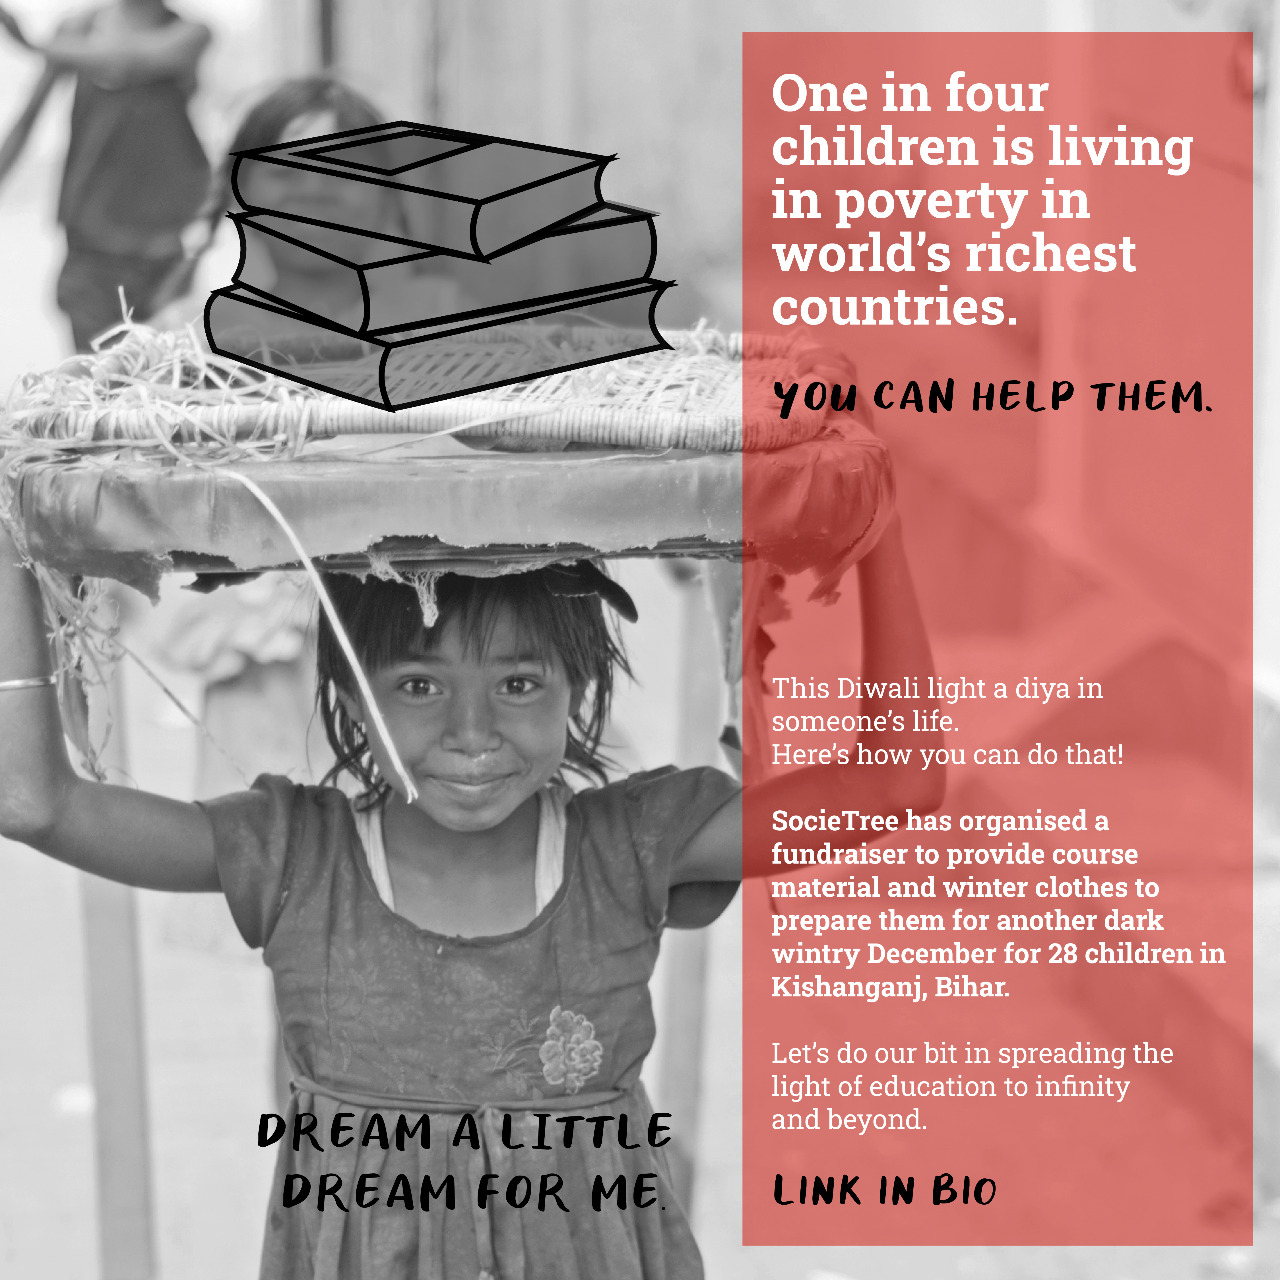 One in four
children is living
in poverty in
world's richest
countries.
YOU CAN HELP THEM.
This Diwali light a diya in
someone's life.
Here's how you can do that!
SocieTree has organised a
fundraiser to provide course
material and winter clothes to
prepare them for another dark
wintry December for 28 children in
Kishanganj, Bihar.
Let's do our bit in spreading the
light of education to infinity
and beyond.
LINK IN BIO
DREAM A LITTLE
DREAM FOR ME.